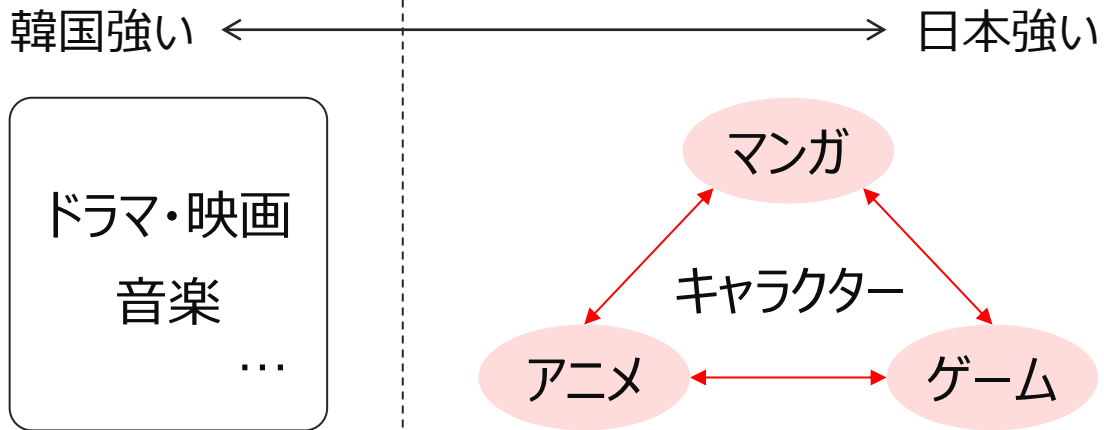 韓国強い
日本強い
ドラマ・映画
音楽
…
マンガ
キャラクター
アニメ
ゲーム